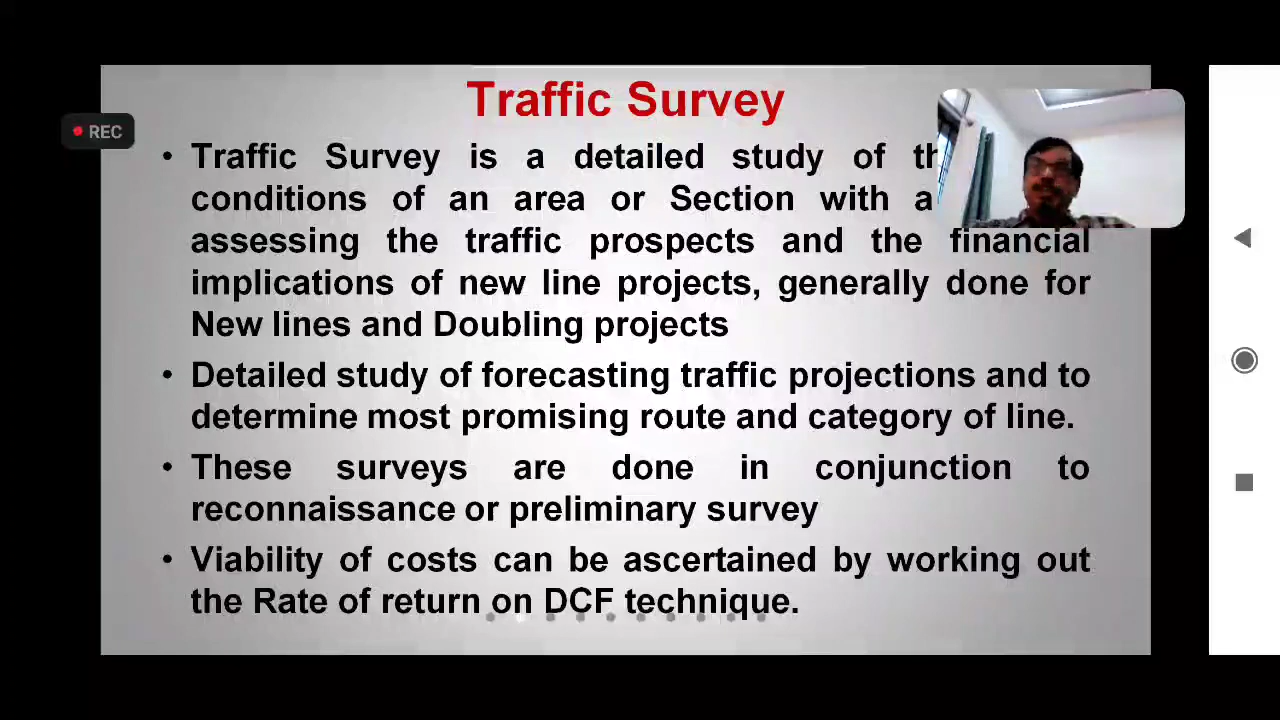 Traffic Survey
REC
• Traffic Survey is a detailed study of
conditions of an area or Section with a
assessing the traffic prospects and the financial
implications of new line projects, generally done for
New lines and Doubling projects
• Detailed study of forecasting traffic projections and to
determine most promising route and category of line.
• These surveys are done in conjunction to
reconnaissance or preliminary survey
• Viability of costs can be ascertained by working out
the Rate of return on DCF technique.